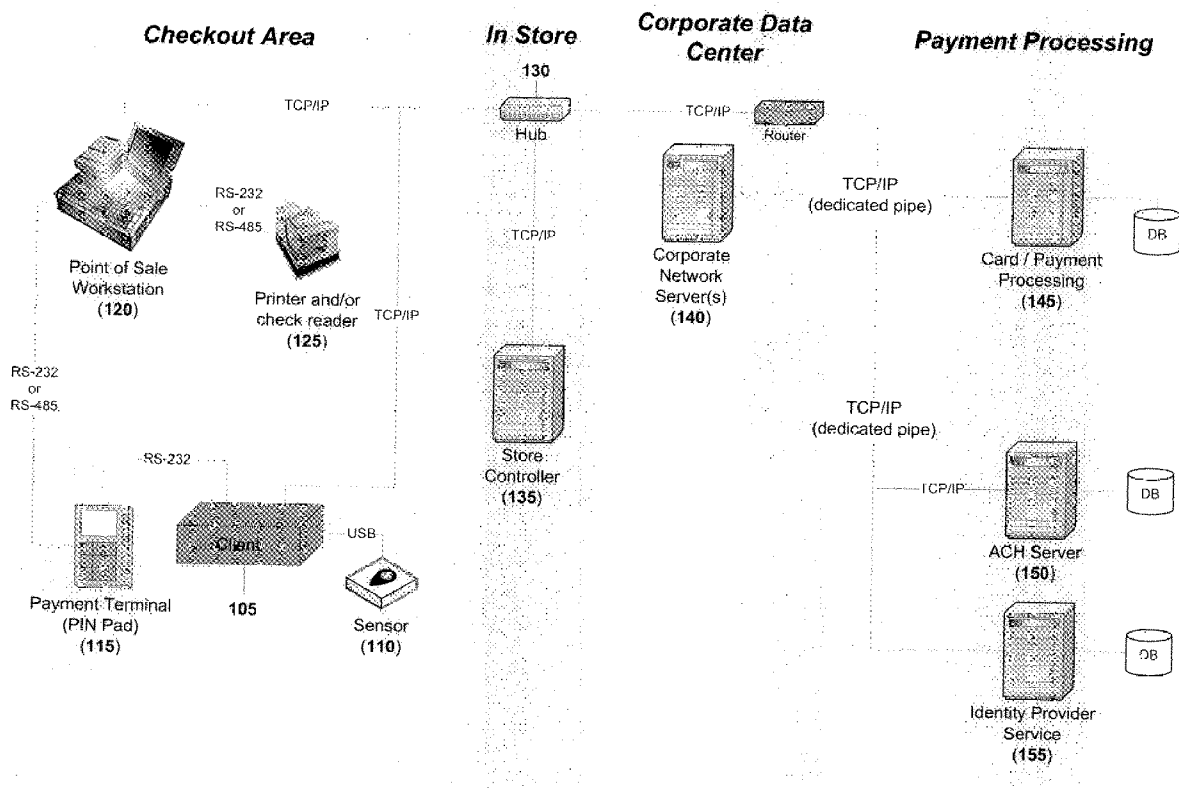 Checkout Area
In Store
Corporate Data
Center
Payment Processing
130
TCP/IP
Hub
TCP/IP
Router
RS-232
or
RS-485
RS-232
or
RS-485
Point of Sale
Workstation
(120)
Printer and/or
check reader
(125)
TCP/IP
TCP/IP
Corporate
Network
Server(s)
(140)
TCP/IP
(dedicated pipe)
Card / Payment
Processing
(145)
DB
RS-232
Store
Controller
(135)
TCP/IP
(dedicated pipe)
TCP/IP
ACH Server
(150)
DB
Payment Terminal
(PIN Pad)
(115)
Client
105
USB
Sensor
(110)
Identity Provider
Service
(155)
DB